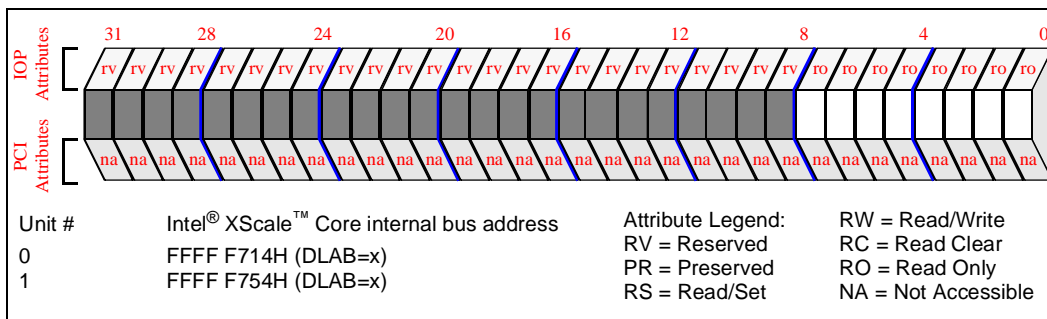 31 28 24 20 16 12 8 4 0
IOP
Attributes
rv rv rv rv rv rv rv rv rv rv rv rv rv rv rv rv rv rv rv rv rv rv rv rv ro ro ro ro ro ro ro ro
PCI
Attributes
na na na na na na na na na na na na na na na na na na na na na na na na na na na na na na na na
Unit # Intel® XScale™ Core internal bus address
0 FFFF F714H (DLAB=x)
1 FFFF F754H (DLAB=x)
Attribute Legend:
RV = Reserved
PR = Preserved
RS = Read/Set
RW = Read/Write
RC = Read Clear
RO = Read Only
NA = Not Accessible